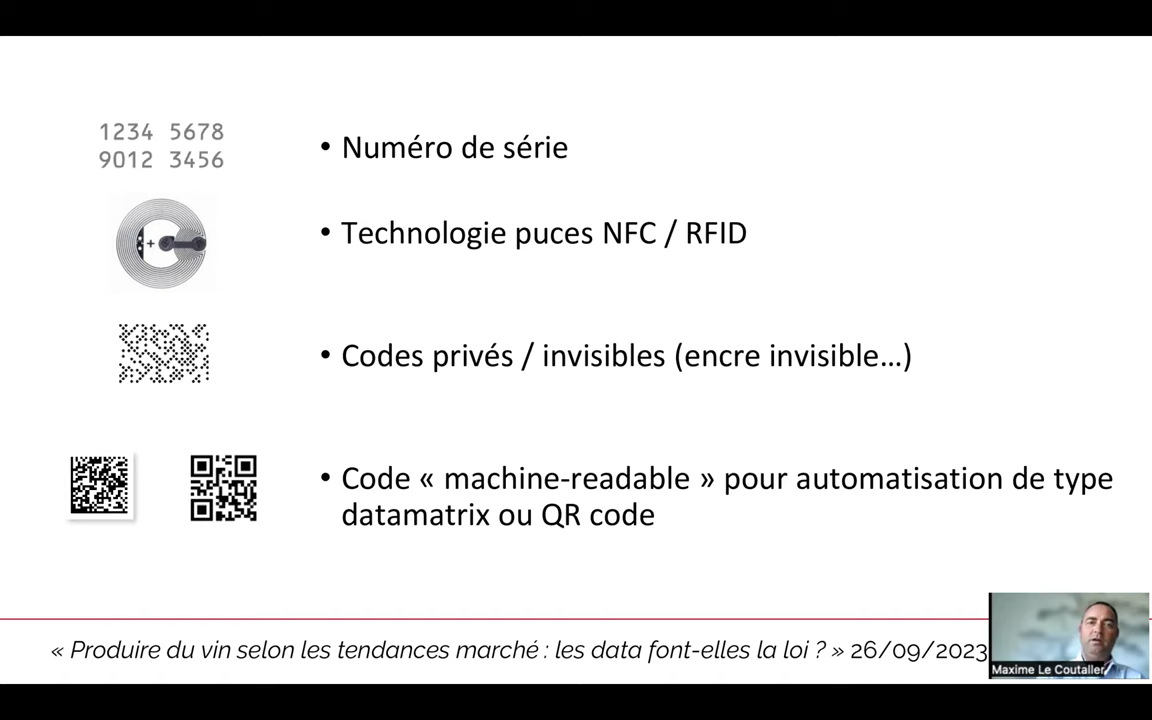 1234 5678
9012 3456
• Numéro de série
• Technologie puces NFC / RFID
• Codes privés / invisibles (encre invisible…)
• Code « machine-readable » pour automatisation de type
datamatrix ou QR code
« Produire du vin selon les tendances marché : les data font-elles la loi ? » 26/09/2023
Maxime Le Coutaller